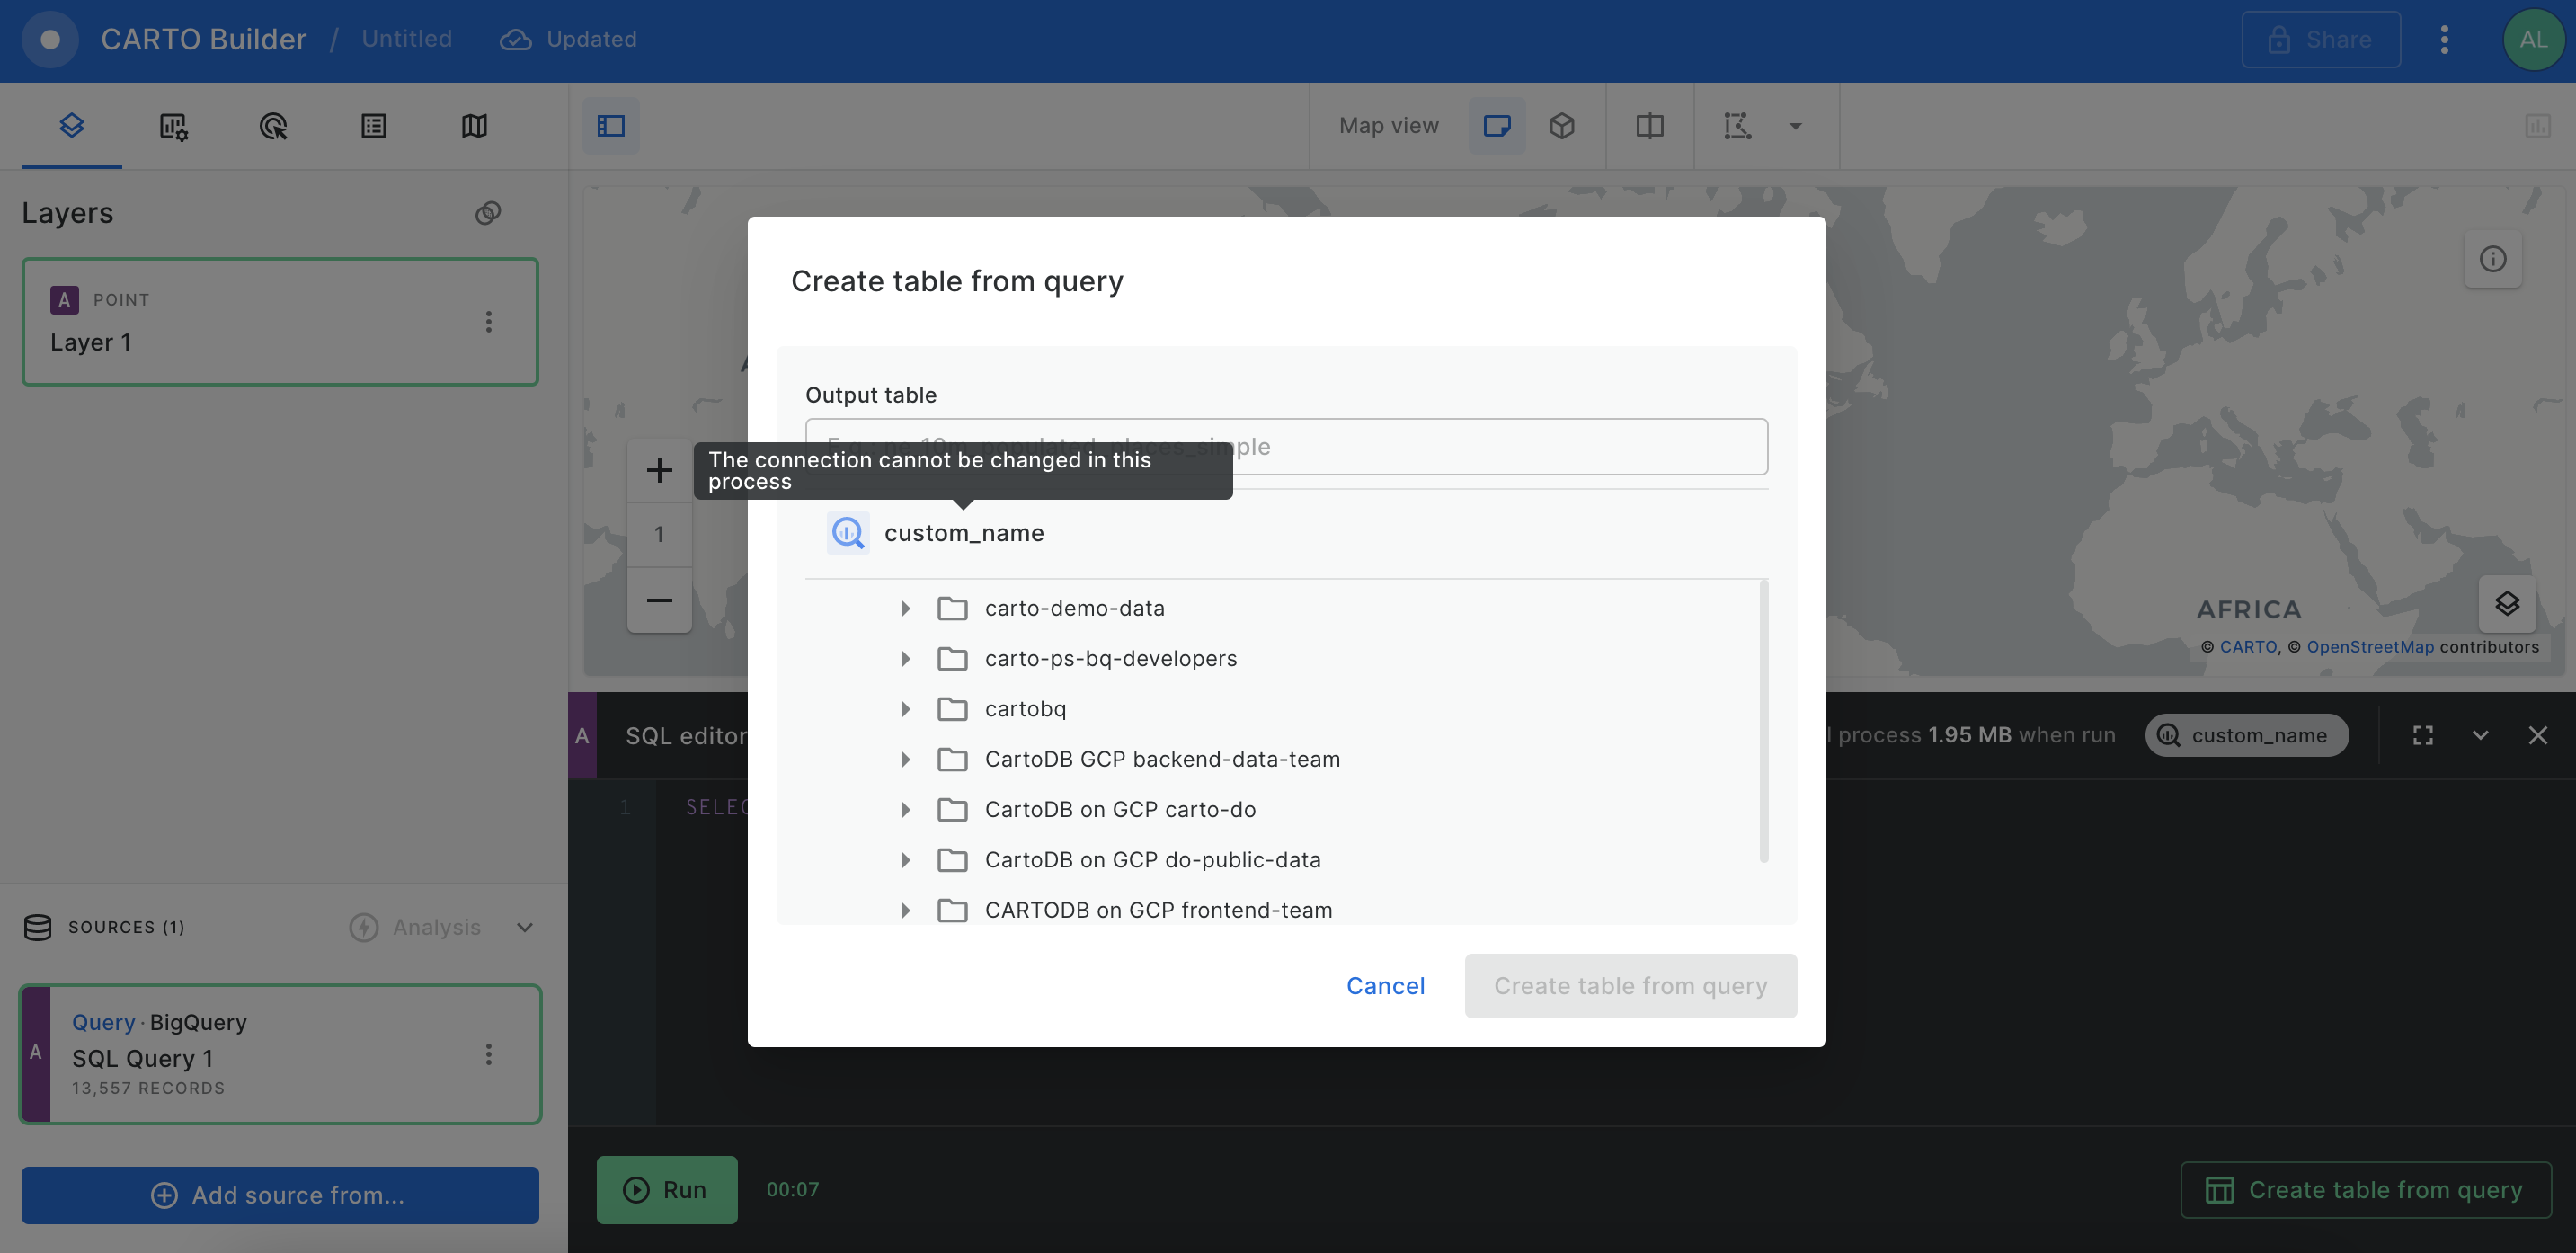 CARTO Builder / Untitled Updated Share AL
Map view
Layers
A POINT
Layer 1
Create table from query
Output table
E.g.: ne_10m_populated_places_simple
The connection cannot be changed in this
process
custom_name
carto-demo-data
carto-ps-bq-developers
cartobq
CartoDB GCP backend-data-team
CartoDB on GCP carto-do
CartoDB on GCP do-public-data
CARTODB on GCP frontend-team
Cancel
Create table from query
1
AFRICA
© CARTO, © OpenStreetMap contributors
A SQL editor
process 1.95 MB when run custom_name
1 SELEC
SOURCES (1) Analysis
A
Query · BigQuery
SQL Query 1
13,557 RECORDS
Add source from...
Run 00:07
Create table from query